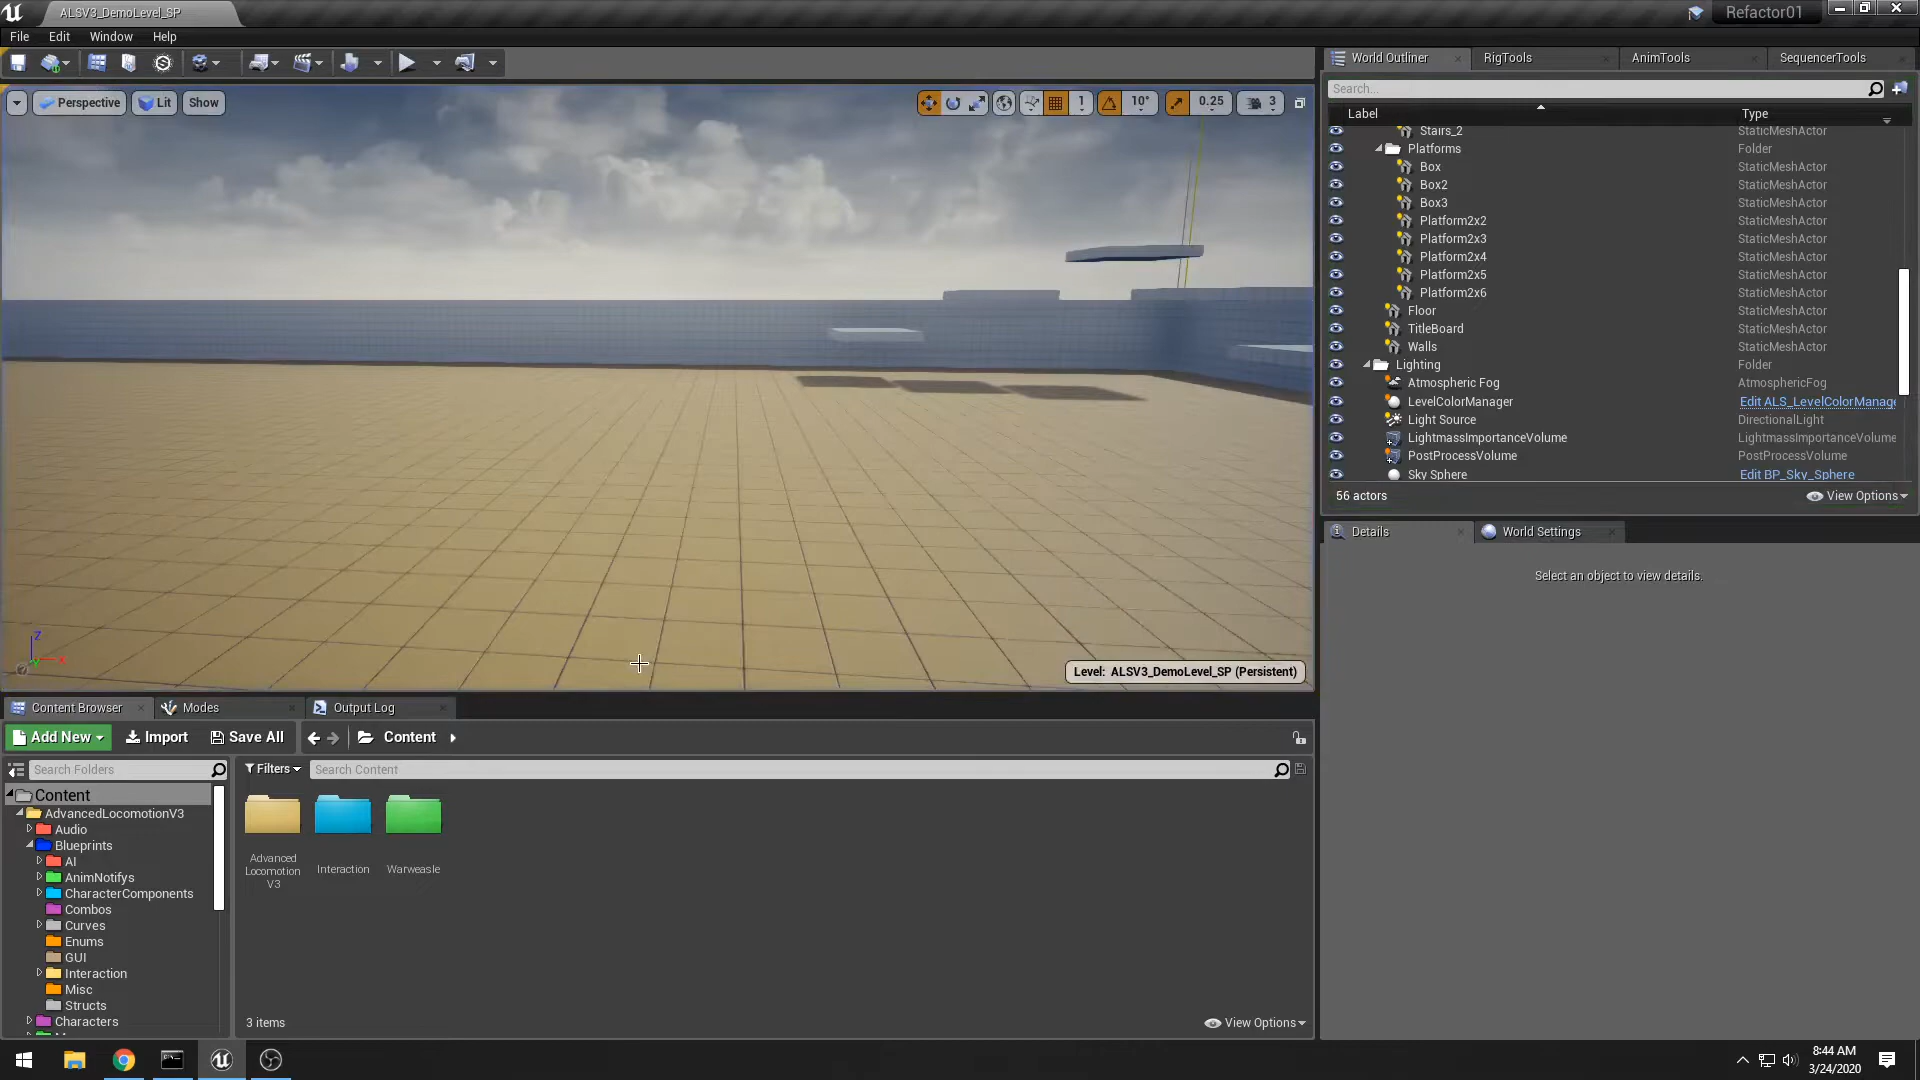 ALSV3_DemoLevel_SP
Refactor01
File Edit Window Help
World Outliner RigTools AnimTools SequencerTools
Search...
Perspective Lit Show 1 10° 0.25 3
Label Type
Stairs_2 StaticMeshActor
Platforms Folder
Box StaticMeshActor
Box2 StaticMeshActor
Box3 StaticMeshActor
Platform2x2 StaticMeshActor
Platform2x3 StaticMeshActor
Platform2x4 StaticMeshActor
Platform2x5 StaticMeshActor
Platform2x6 StaticMeshActor
Floor StaticMeshActor
TitleBoard StaticMeshActor
Walls StaticMeshActor
Lighting Folder
Atmospheric Fog AtmosphericFog
LevelColorManager Edit ALS_LevelColorManage
Light Source DirectionalLight
LightmassImportanceVolume LightmassImportanceVolume
PostProcessVolume PostProcessVolume
Sky Sphere Edit BP_Sky_Sphere
56 actors View Options
Details World Settings
Select an object to view details.
Z X
Level: ALSV3_DemoLevel_SP (Persistent)
Content Browser Modes Output Log
Add New Import Save All Content
Search Folders Filters Search Content
Content
AdvancedLocomotionV3
Audio
Blueprints
AI
AnimNotifys
CharacterComponents
Combos
Curves
Enums
GUI
Interaction
Misc
Structs
Characters
Advanced
Locomotion
V3
Interaction
Warweasle
3 items View Options
8:44 AM
3/24/2020